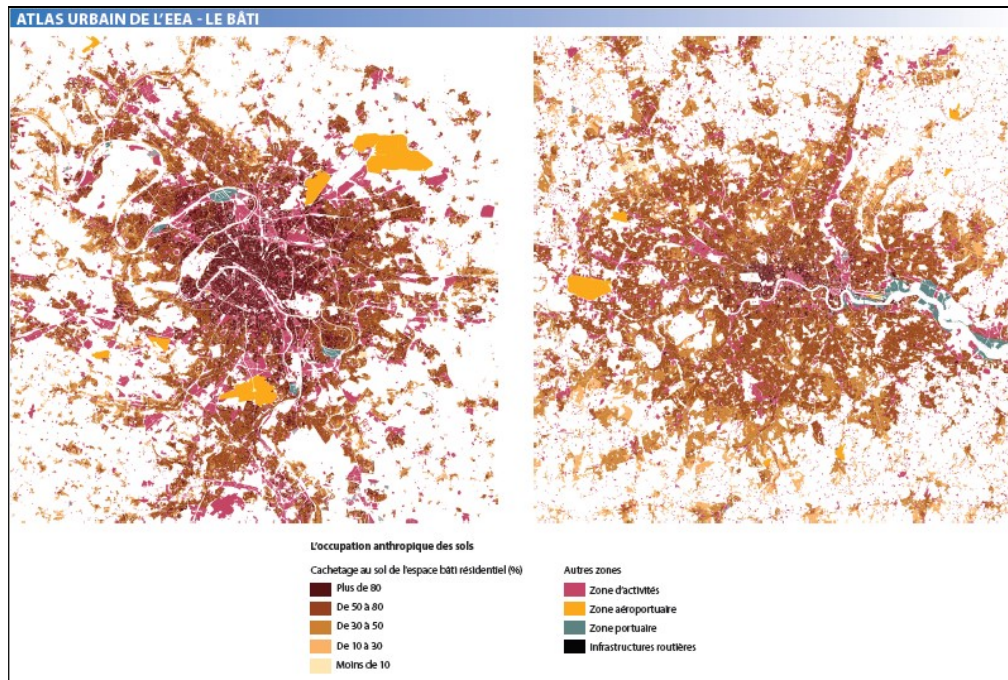 ATLAS URBAIN DE L'EEA - LE BÂTI
L'occupation anthropique des sols
Cachetage au sol de l'espace bâti résidentiel (%)
Plus de 80
De 50 à 80
De 30 à 50
De 10 à 30
Moins de 10
Autres zones
Zone d'activités
Zone aéroportuaire
Zone portuaire
Infrastructures routières